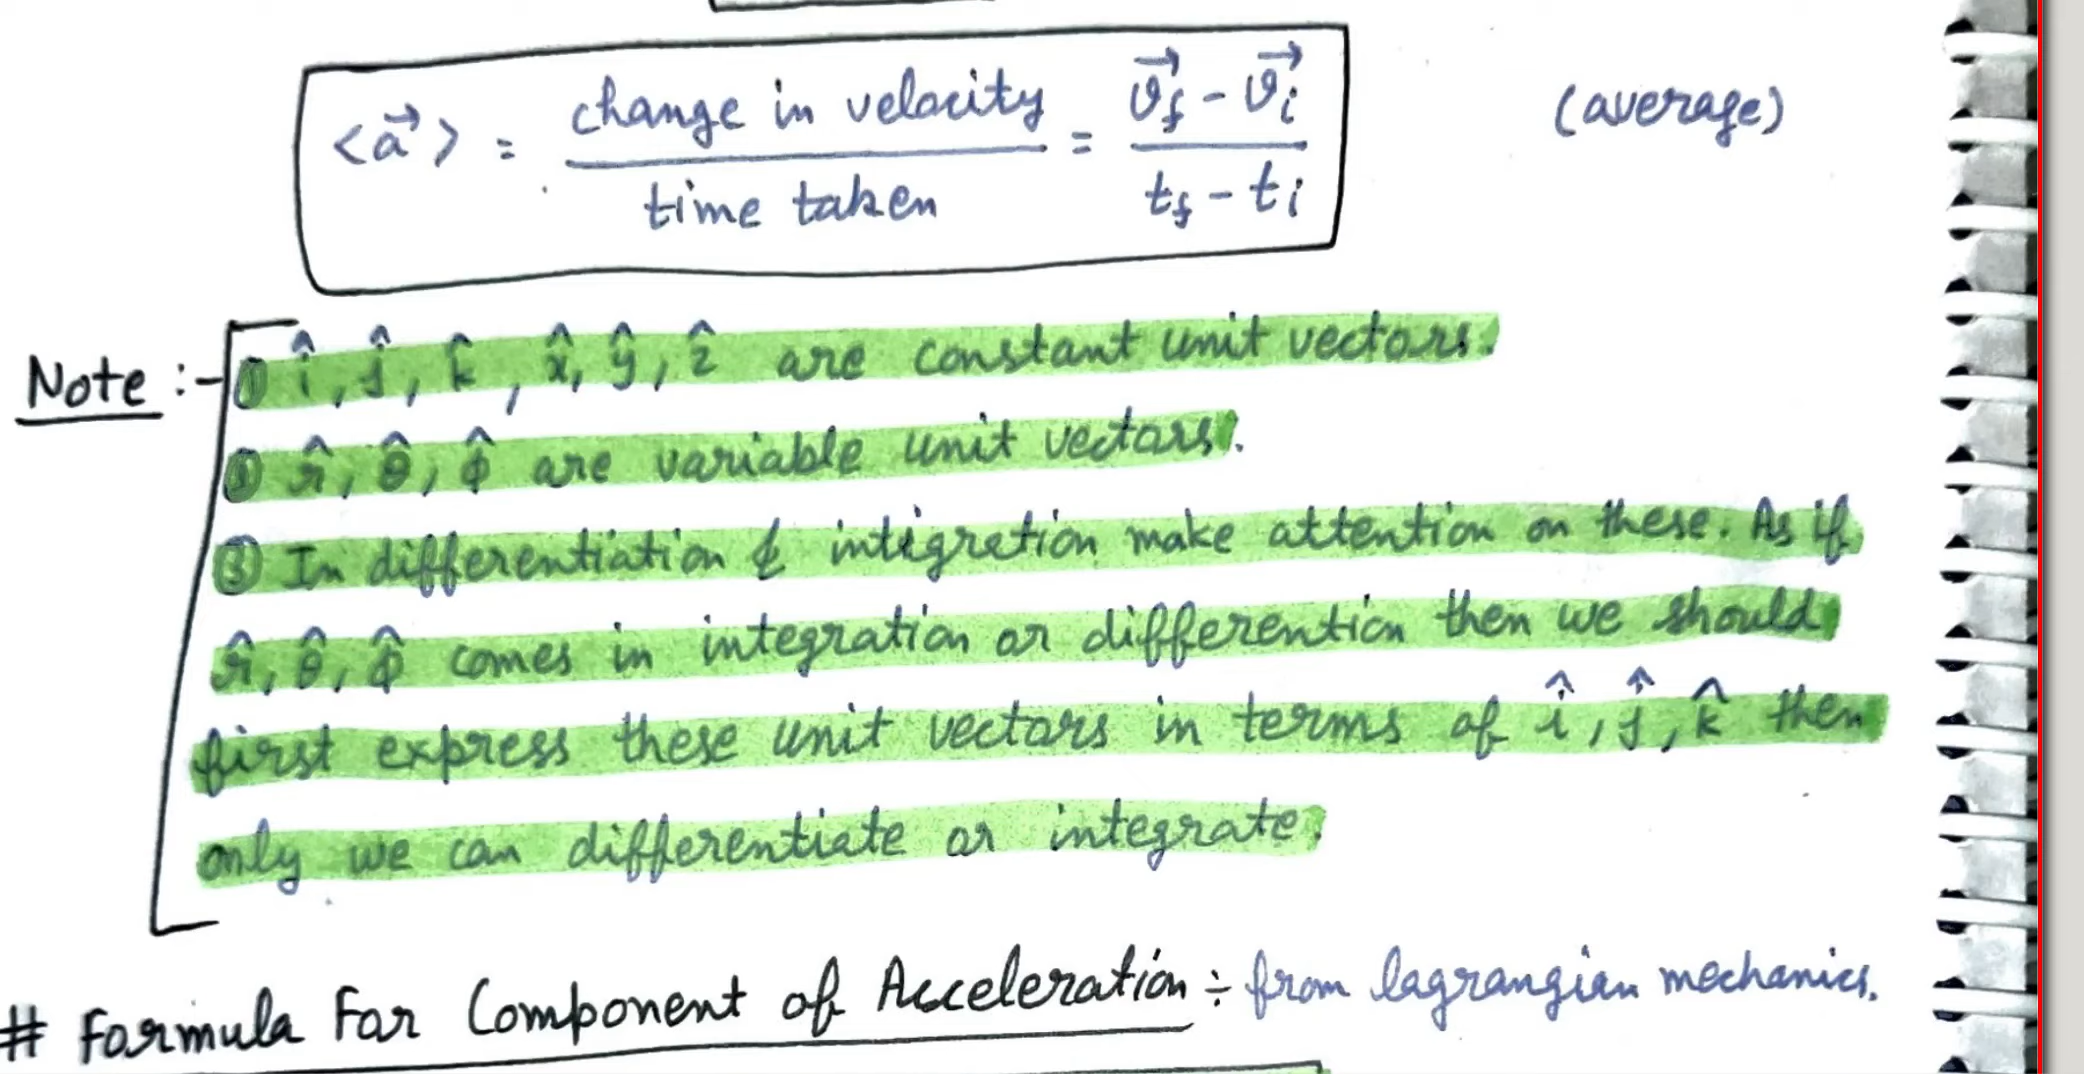 <a⃗> = change in velocity / time taken = v⃗f - v⃗i / tf - ti (average)
Note :- ① î, ĵ, k̂, x̂, ŷ, ẑ are constant unit vectors.
② r̂, θ̂, φ̂ are variable unit vectors.
③ In differentiation & intigretion make attention on these. As if
r̂, θ̂, φ̂ comes in integration or differention then we should
first express these unit vectors in terms of î, ĵ, k̂ then
only we can differentiate or integrate.
# Formula For Component of Acceleration ÷ from lagrangian mechanics.